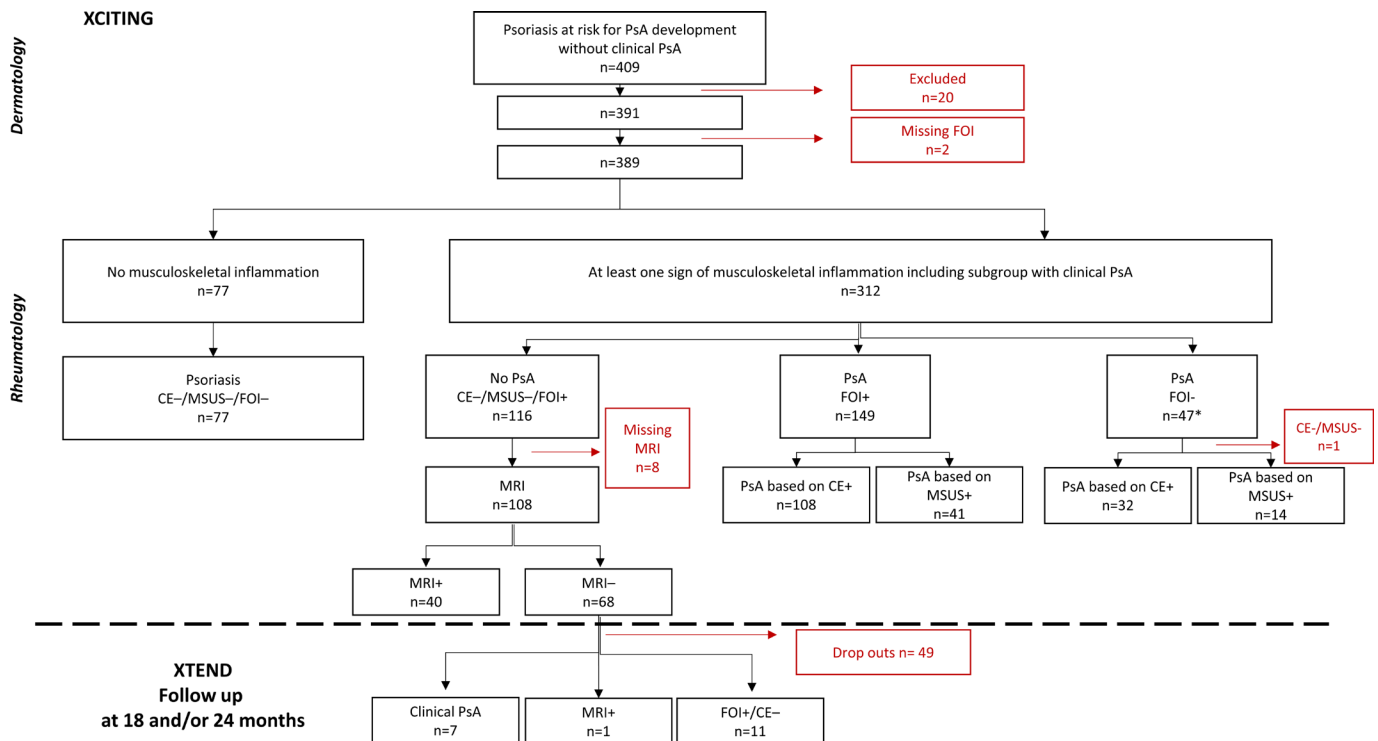 XCITING
Dermatology
Psoriasis at risk for PsA development
without clinical PsA
n=409
Excluded
n=20
n=391
Missing FOI
n=2
n=389
Rheumatology
No musculoskeletal inflammation
n=77
At least one sign of musculoskeletal inflammation including subgroup with clinical PsA
n=312
Psoriasis
CE–/MSUS–/FOI–
n=77
No PsA
CE–/MSUS–/FOI+
n=116
PsA
FOI+
n=149
PsA
FOI-
n=47*
Missing
MRI
n=8
CE-/MSUS-
n=1
MRI
n=108
PsA based on CE+
n=108
PsA based on
MSUS+
n=41
PsA based on CE+
n=32
PsA based on
MSUS+
n=14
MRI+
n=40
MRI–
n=68
Drop outs n= 49
XTEND
Follow up
at 18 and/or 24 months
Clinical PsA
n=7
MRI+
n=1
FOI+/CE–
n=11